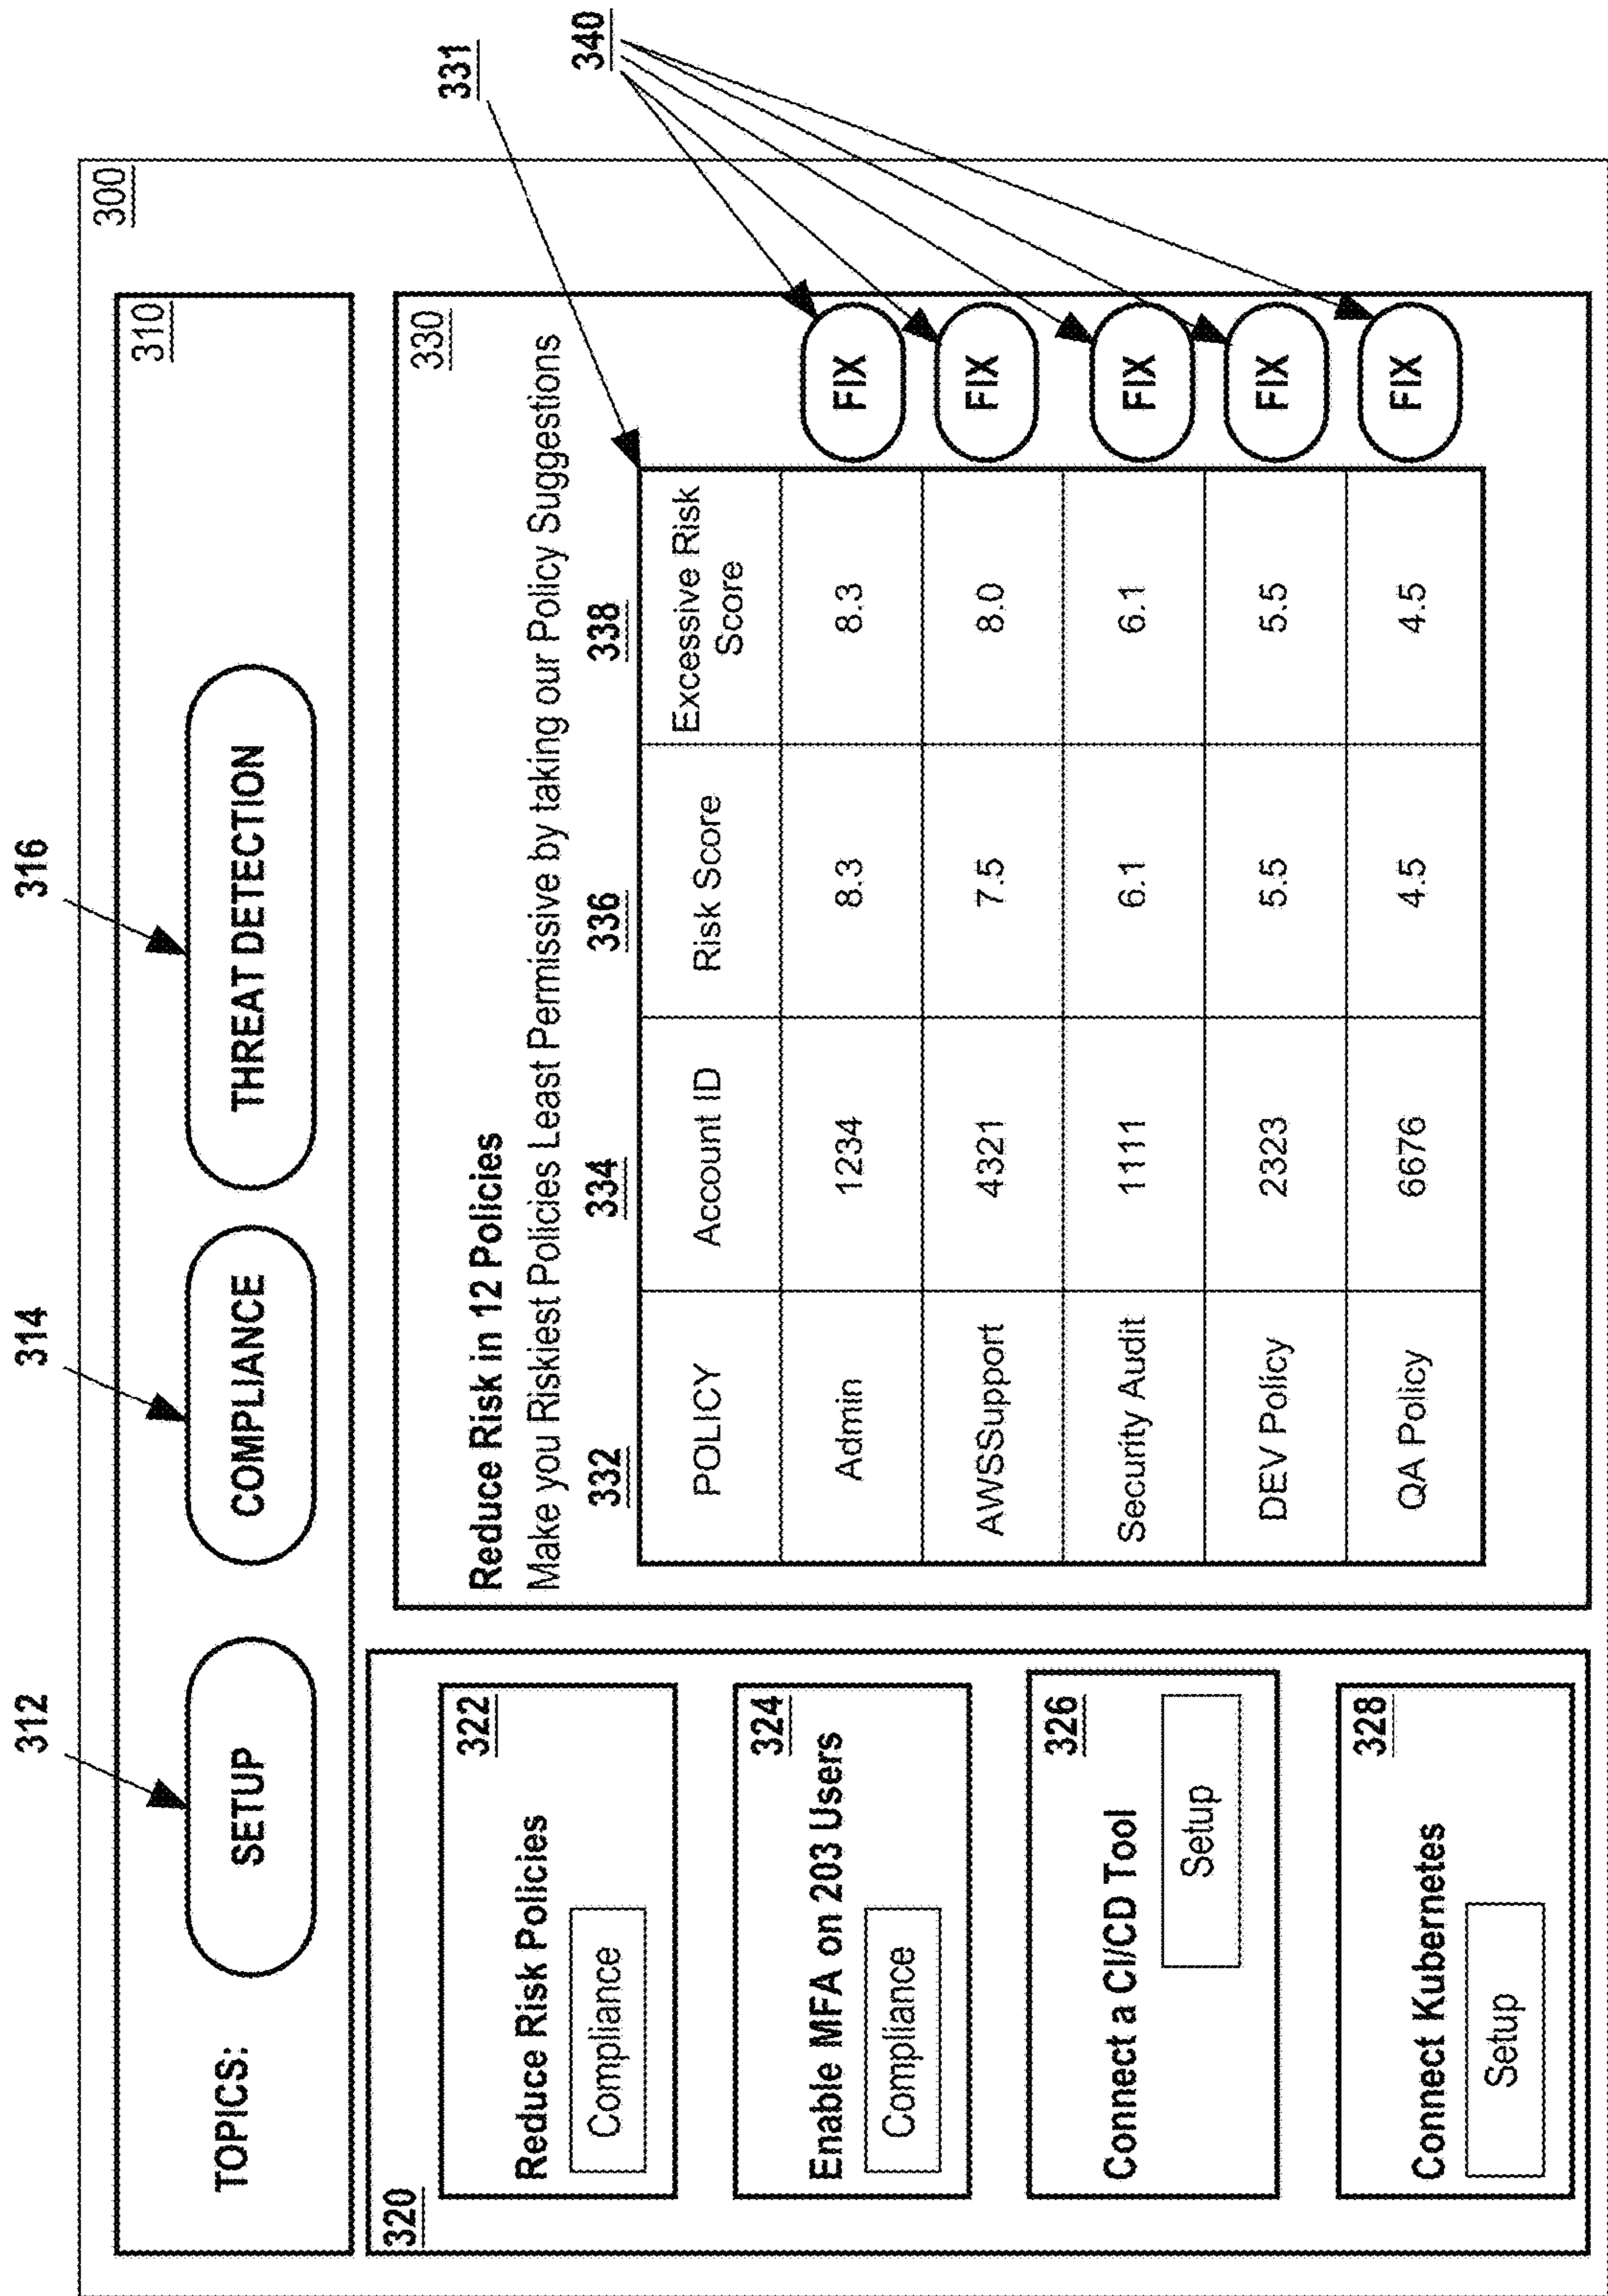 312
314
316
300
310
TOPICS:
SETUP
COMPLIANCE
THREAT DETECTION
331
340
320
322
Reduce Risk Policies
Compliance
324
Enable MFA on 203 Users
Compliance
326
Connect a CI/CD Tool
Setup
328
Connect Kubernetes
Setup
330
Reduce Risk in 12 Policies
Make you Riskiest Policies Least Permissive by taking our Policy Suggestions
332 334 336 338
POLICY Account ID Risk Score Excessive Risk Score
Admin 1234 8.3 8.3 FIX
AWSSupport 4321 7.5 8.0 FIX
Security Audit 1111 6.1 6.1 FIX
DEV Policy 2323 5.5 5.5 FIX
QA Policy 6676 4.5 4.5 FIX